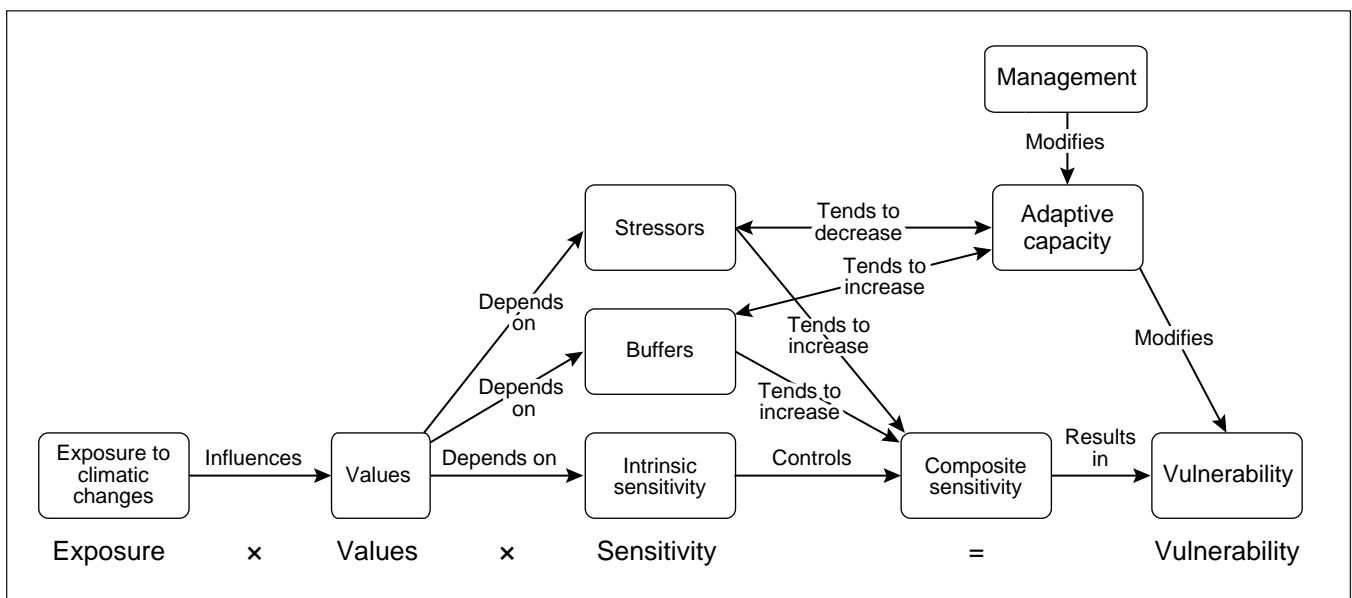 Management
Modifies
Stressors
Tends to
decrease
Adaptive
capacity
Tends to
increase
Depends
on
Buffers
Tends to
increase
Modifies
Depends
on
Tends to
increase
Exposure to
climatic
changes
Influences
Values
Depends on
Intrinsic
sensitivity
Controls
Composite
sensitivity
Results
in
Vulnerability
Exposure × Values × Sensitivity = Vulnerability